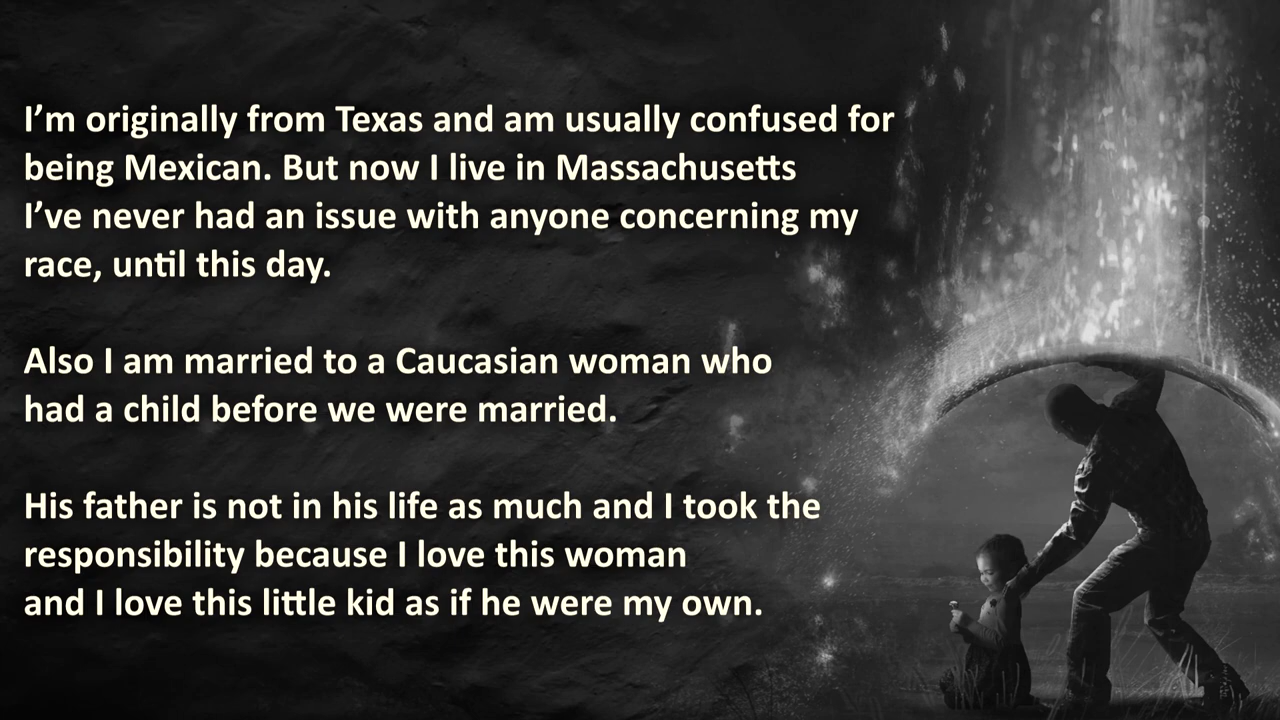 I’m originally from Texas and am usually confused for
being Mexican. But now I live in Massachusetts
I’ve never had an issue with anyone concerning my
race, until this day.
Also I am married to a Caucasian woman who
had a child before we were married.
His father is not in his life as much and I took the
responsibility because I love this woman
and I love this little kid as if he were my own.